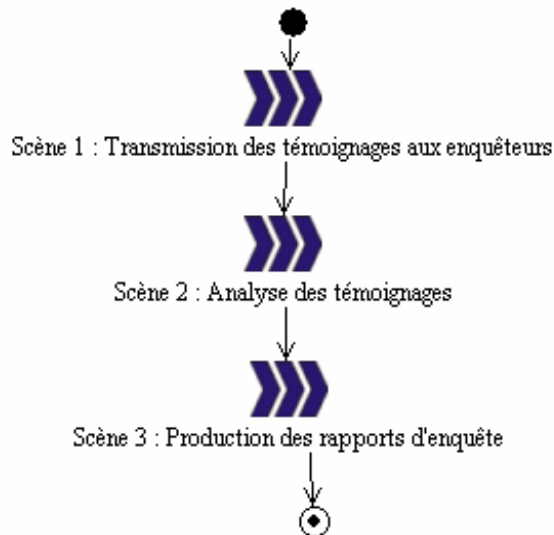 Scène 1 : Transmission des témoignages aux enquêteurs
Scène 2 : Analyse des témoignages
Scène 3 : Production des rapports d'enquête